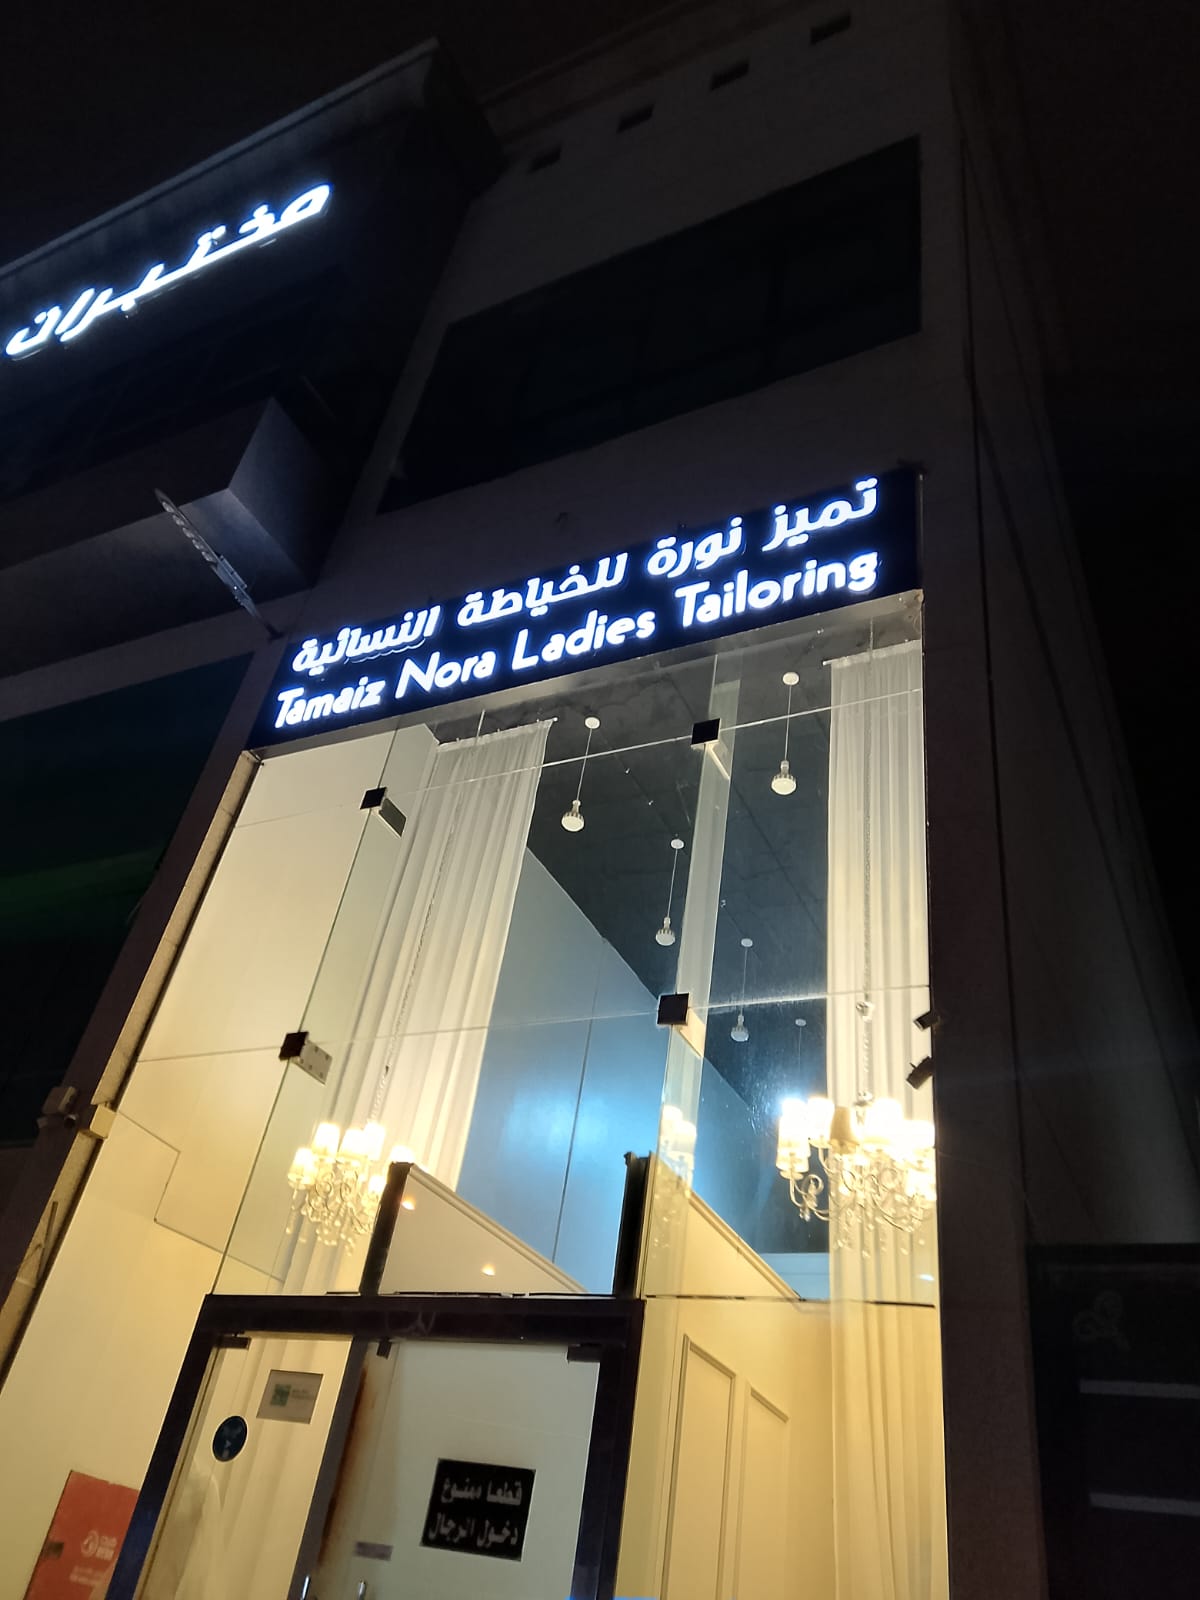 مختبرات
تميز نورة للخياطة النسائية
Tamaiz Nora Ladies Tailoring
قطعا ممنوع
دخول الرجال